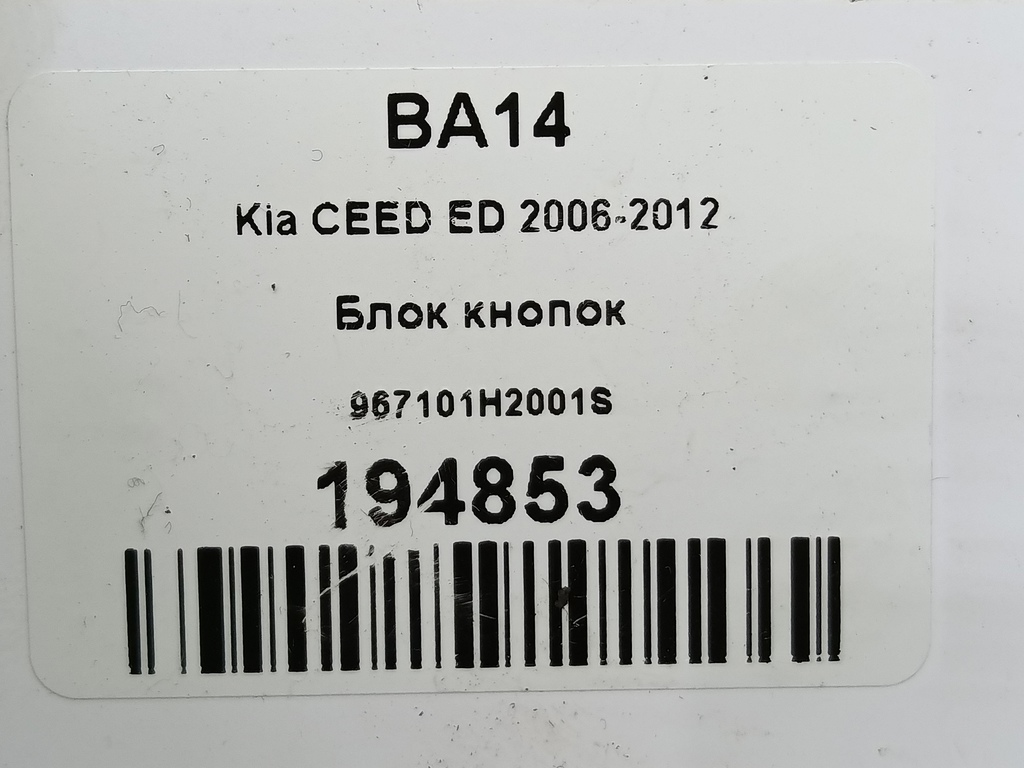 BA14
Kia CEED ED 2006-2012
Блок кнопок
967101H2001S
194853